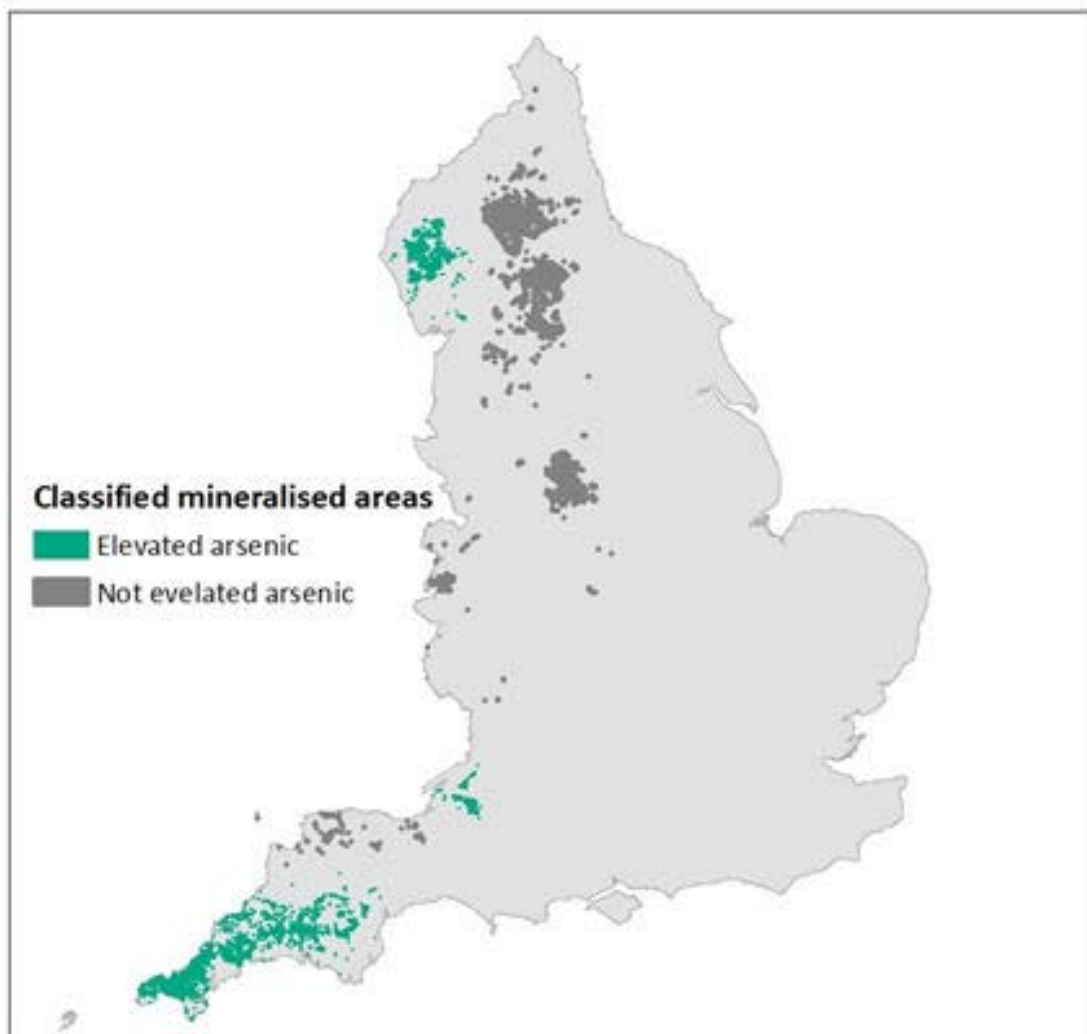 Classified mineralised areas
Elevated arsenic
Not evelated arsenic